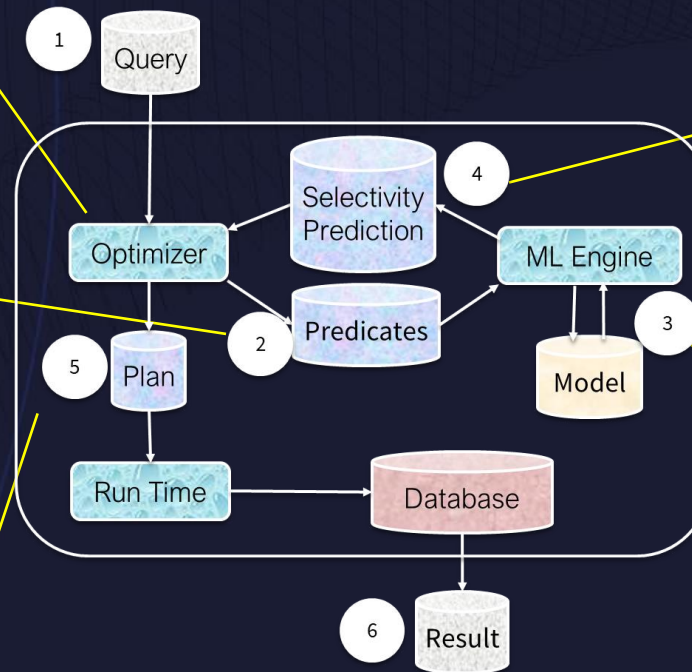 1
Query
4
Selectivity
Prediction
Optimizer
ML Engine
2
Predicates
3
5
Plan
Model
Run Time
Database
6
Result